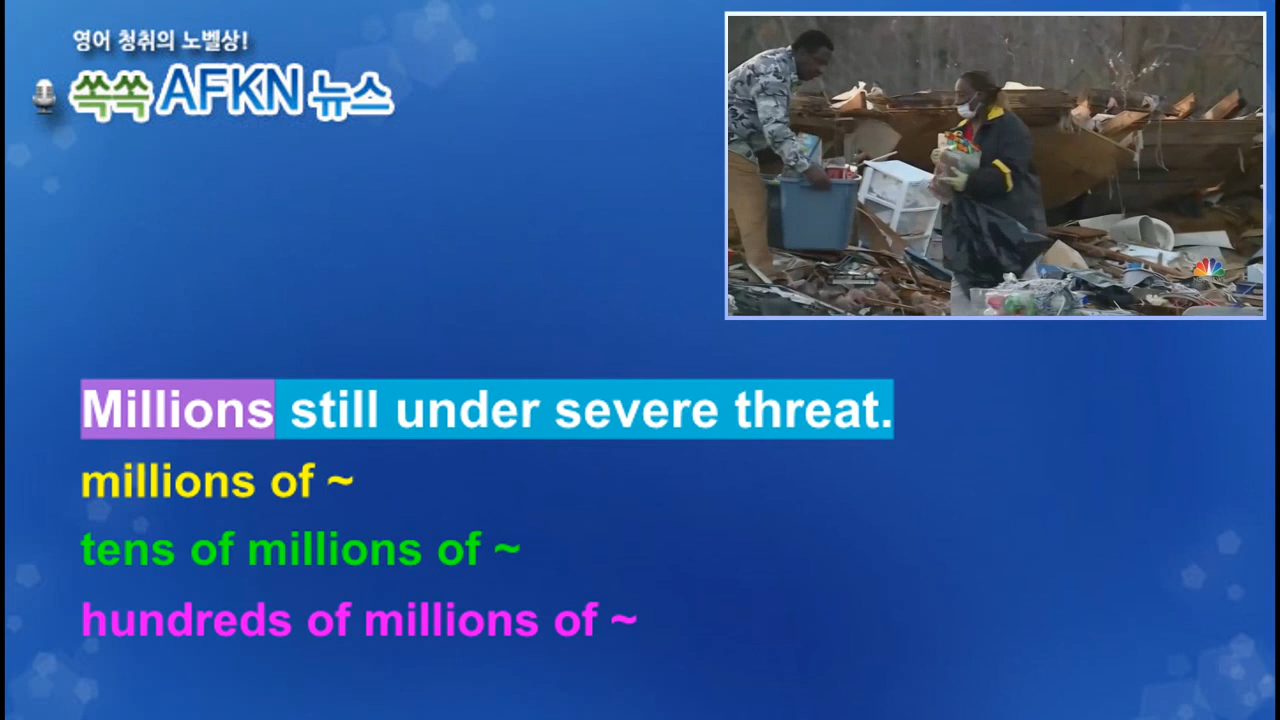 영어 청취의 노벨상!
쏙쏙 AFKN 뉴스
Millions still under severe threat.
millions of ~
tens of millions of ~
hundreds of millions of ~